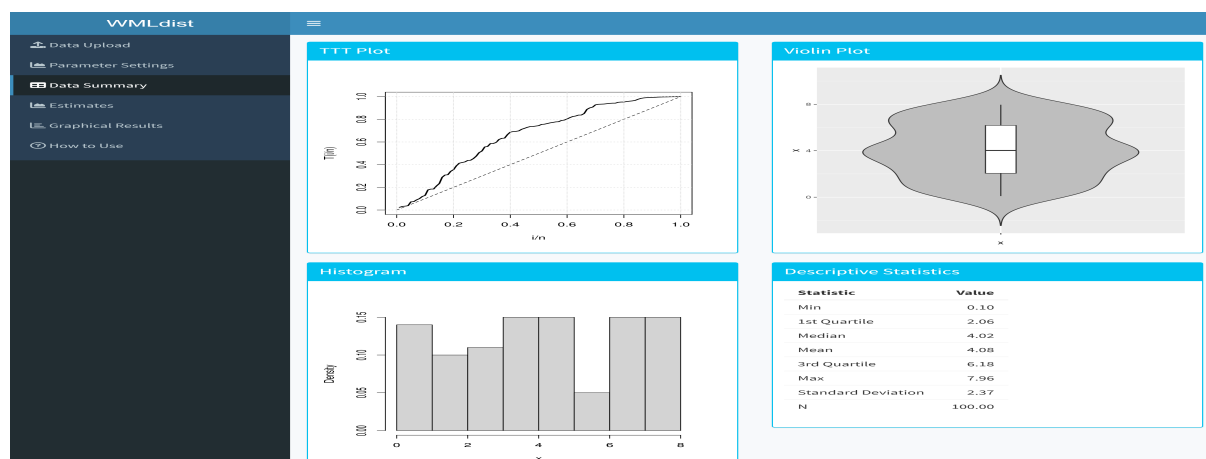 WMLdist
Data Upload
Parameter Settings
Data Summary
Estimates
Graphical Results
How to Use
TTT Plot
T(i/n)
0.0 0.2 0.4 0.6 0.8 1.0
0.0 0.2 0.4 0.6 0.8 1.0
i/n
Violin Plot
X
8
4
0
x
Histogram
Density
0.00 0.05 0.10 0.15
0 2 4 6 8
x
Descriptive Statistics
Statistic Value
Min 0.10
1st Quartile 2.06
Median 4.02
Mean 4.08
3rd Quartile 6.18
Max 7.96
Standard Deviation 2.37
N 100.00